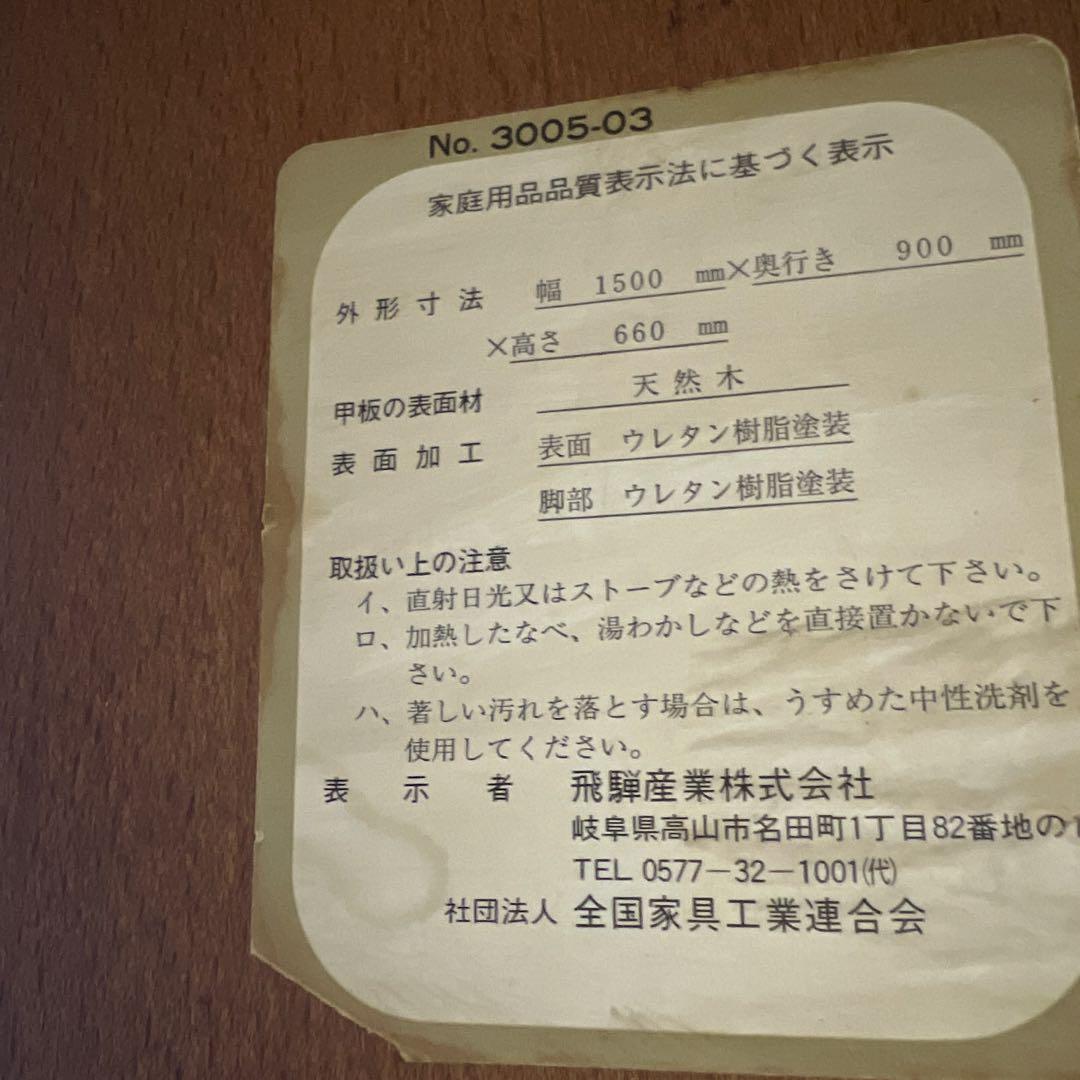 No. 3005-03
家庭用品品質表示法に基づく表示
外形寸法 幅 1500 mm×奥行き 900 mm
×高さ 660 mm
甲板の表面材 天然木
表面加工 表面 ウレタン樹脂塗装
脚部 ウレタン樹脂塗装
取扱い上の注意
イ、直射日光又はストーブなどの熱をさけて下さい。
ロ、加熱したなべ、湯わかしなどを直接置かないで下
さい。
ハ、著しい汚れを落とす場合は、うすめた中性洗剤を
使用してください。
表示者 飛騨産業株式会社
岐阜県高山市名田町1丁目82番地の1
TEL 0577-32-1001㈹
社団法人 全国家具工業連合会